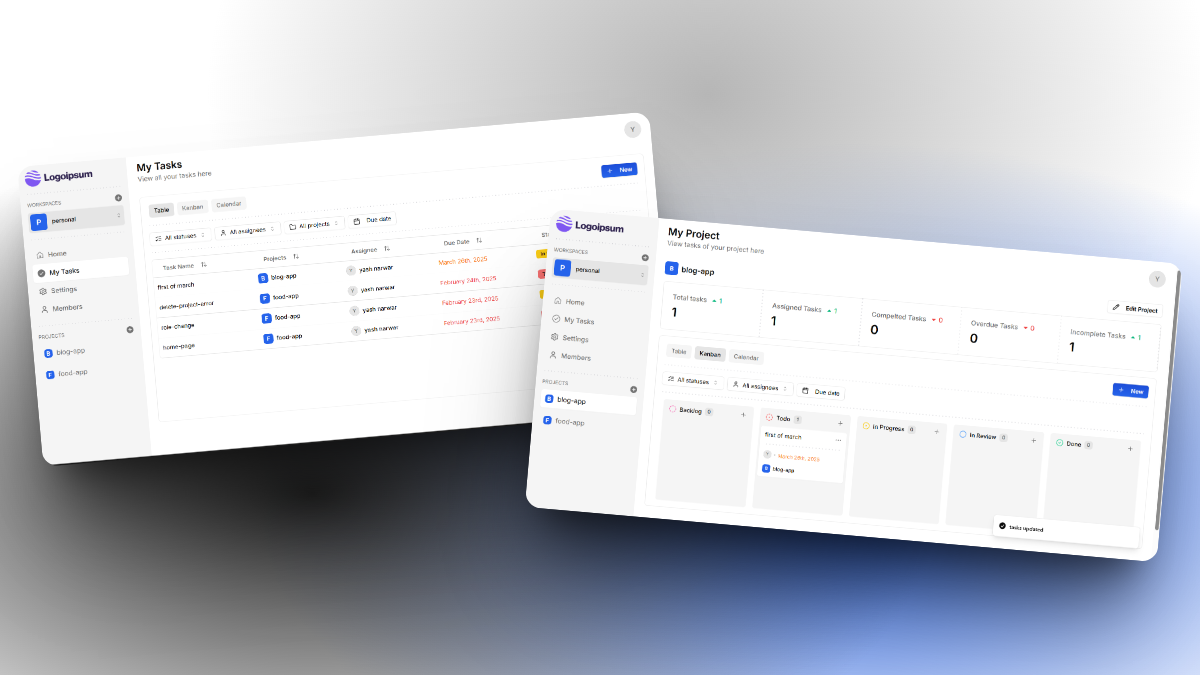 Logoipsum
WORKSPACES
P personal
Home
My Tasks
Settings
Members
PROJECTS
B blog-app
F food-app
My Tasks
View all your tasks here
Y
+ New
Table Kanban Calendar
All statuses All assignees All projects Due date
Task Name Projects Assignee Due Date
first of march B blog-app Y yash narwar March 26th, 2025
delete-project-error F food-app Y yash narwar February 24th, 2025
role-change F food-app Y yash narwar February 23rd, 2025
home-page F food-app Y yash narwar February 23rd, 2025
Logoipsum
WORKSPACES
P personal
Home
My Tasks
Settings
Members
PROJECTS
B blog-app
F food-app
My Project
View tasks of your project here
Y
B blog-app
Edit Project
Total tasks 1
1
Assigned Tasks 1
1
Compelted Tasks 0
0
Overdue Tasks 0
0
Incomplete Tasks 1
1
Table Kanban Calendar
+ New
All statuses All assignees Due date
Backlog 0 +
Todo 1 +
In Progress 0 +
In Review 0 +
Done 0 +
first of march
Y March 26th, 2025
B blog-app
tasks updated